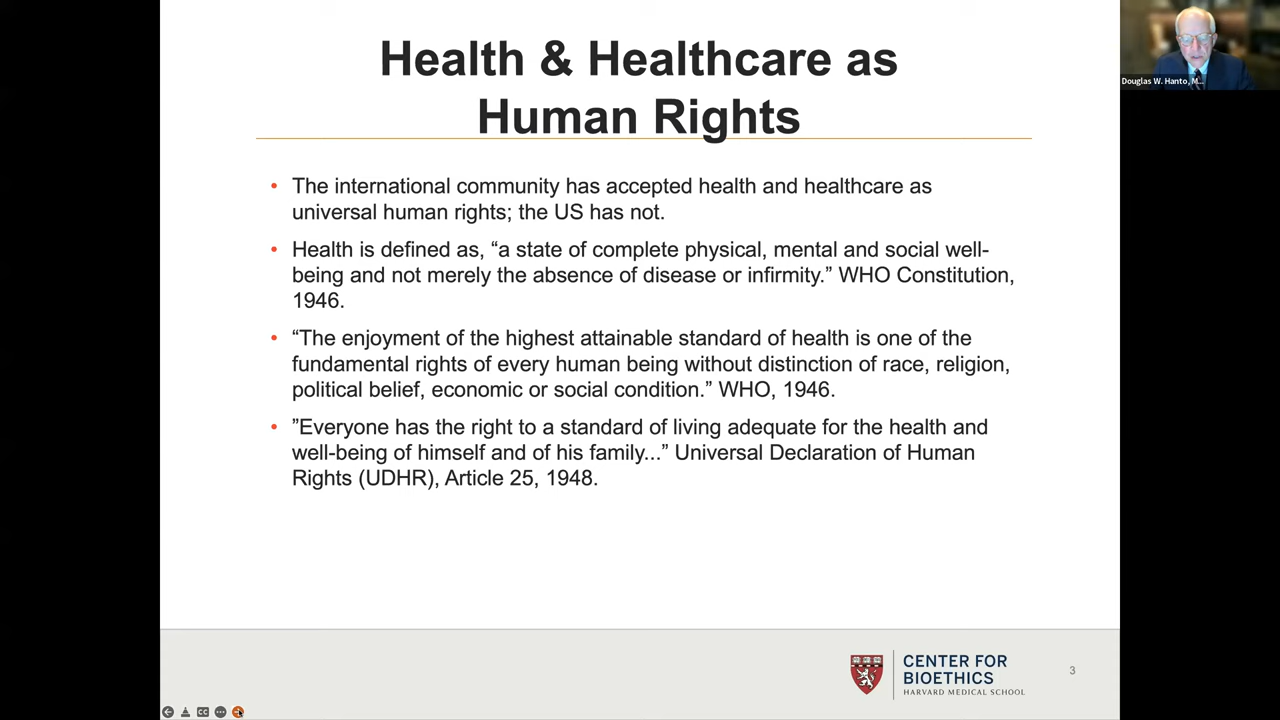 Health & Healthcare as
Human Rights
• The international community has accepted health and healthcare as
universal human rights; the US has not.
• Health is defined as, “a state of complete physical, mental and social well-
being and not merely the absence of disease or infirmity.” WHO Constitution,
1946.
• “The enjoyment of the highest attainable standard of health is one of the
fundamental rights of every human being without distinction of race, religion,
political belief, economic or social condition.” WHO, 1946.
• ”Everyone has the right to a standard of living adequate for the health and
well-being of himself and of his family...” Universal Declaration of Human
Rights (UDHR), Article 25, 1948.
CENTER FOR
BIOETHICS
HARVARD MEDICAL SCHOOL
3
Douglas W. Hanto, M...
CC